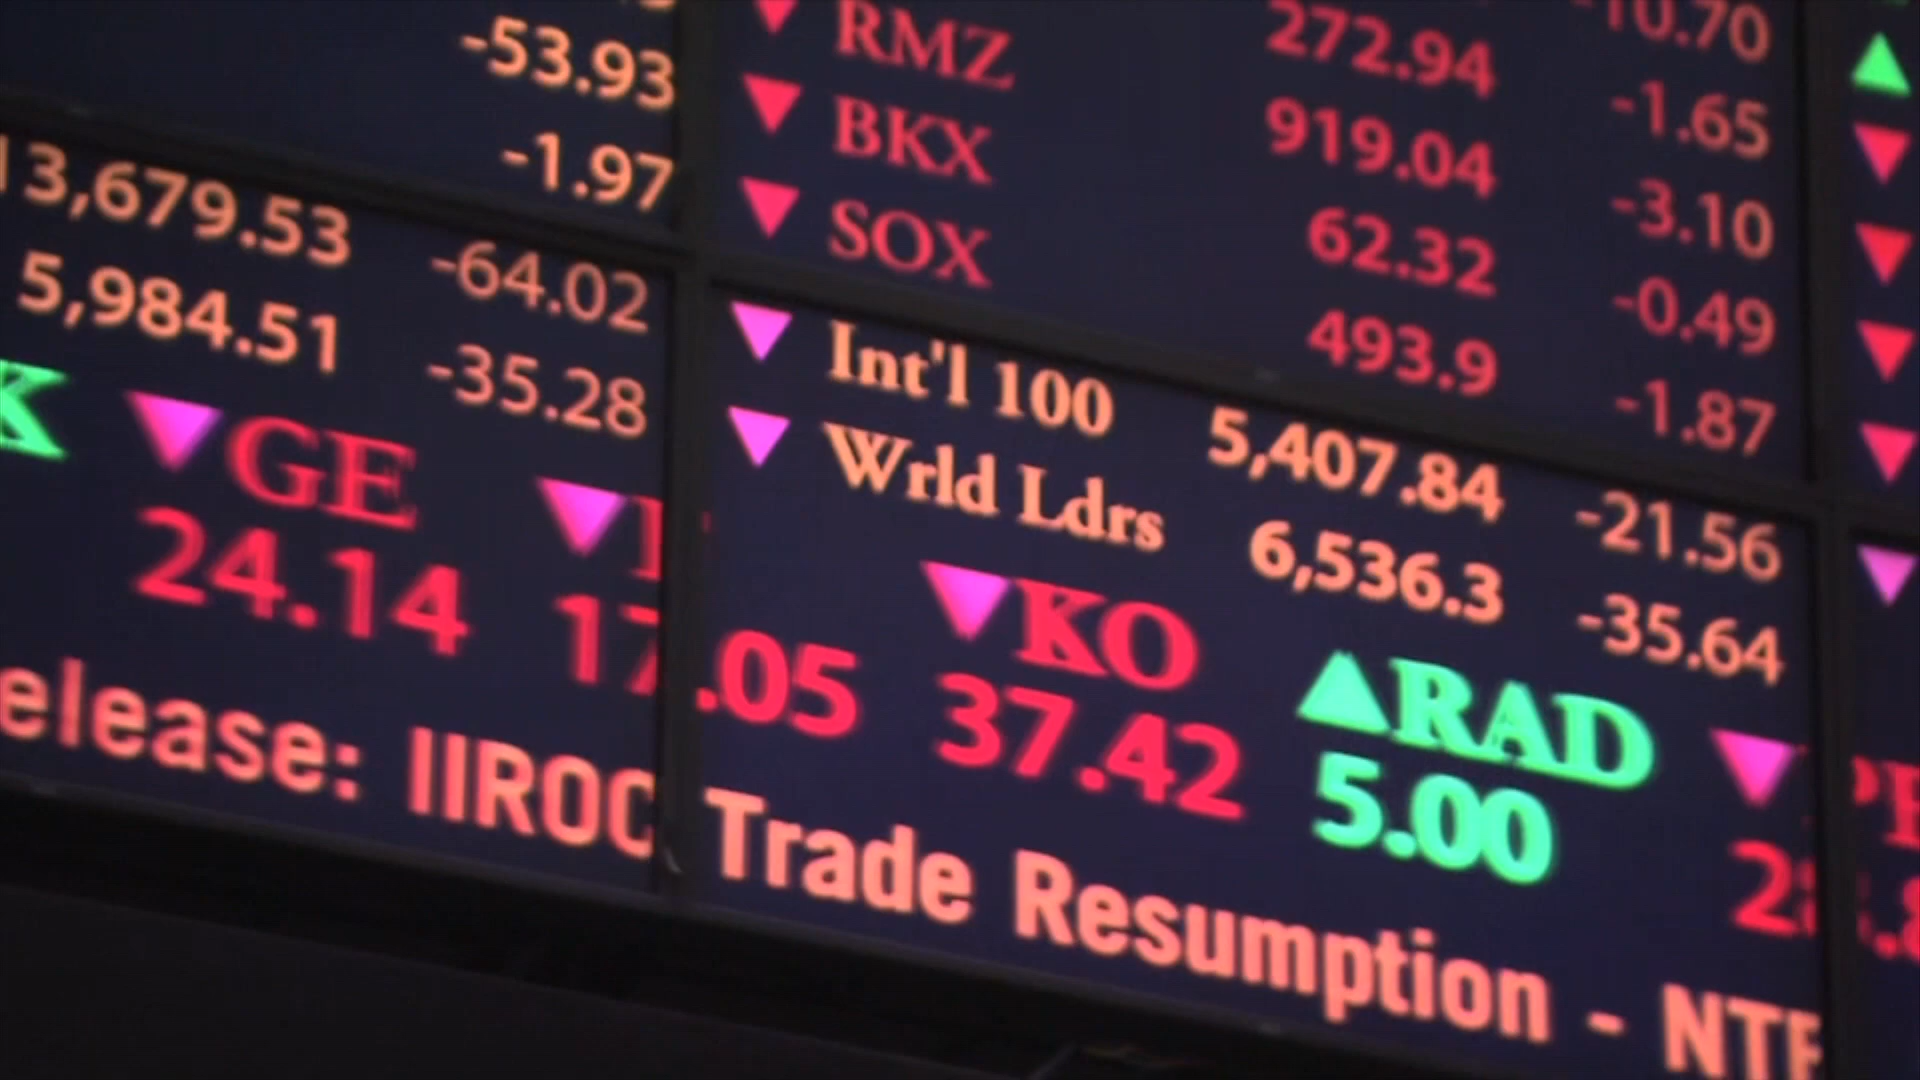 -10.70
272.94 -1.65
-53.93
-1.97
RMZ 919.04 -3.10
BKX 62.32 -0.49
SOX 493.9 -1.87
13,679.53 -64.02
5,984.51 -35.28
Int'l 100 5,407.84 -21.56
Wrld Ldrs 6,536.3 -35.64
K GE KO RAD
24.14 17.05 37.42 5.00
elease: IIROC Trade Resumption - NT